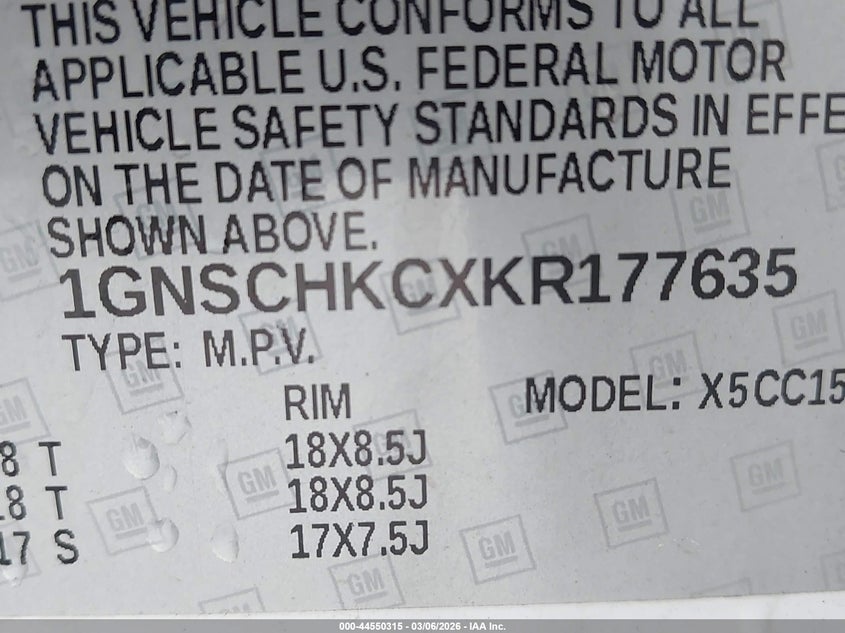 THIS VEHICLE CONFORMS TO ALL
APPLICABLE U.S. FEDERAL MOTOR
VEHICLE SAFETY STANDARDS IN EFFE
ON THE DATE OF MANUFACTURE
SHOWN ABOVE.
1GNSCHKCXKR177635
TYPE: M.P.V.
RIM MODEL: X5CC15
8 T 18X8.5J
18 T 18X8.5J
17 S 17X7.5J
GM
000-44550315 - 03/06/2026 - IAA Inc.